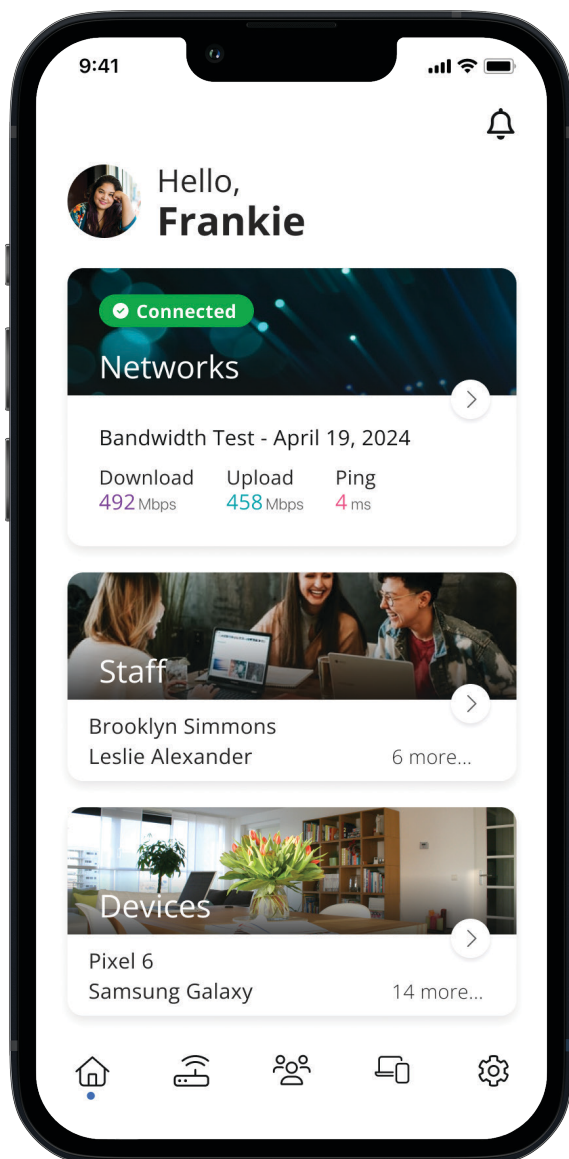 9:41
Hello,
Frankie
Connected
Networks
Bandwidth Test - April 19, 2024
Download Upload Ping
492 Mbps 458 Mbps 4 ms
Staff
Brooklyn Simmons
Leslie Alexander 6 more...
Devices
Pixel 6
Samsung Galaxy 14 more...